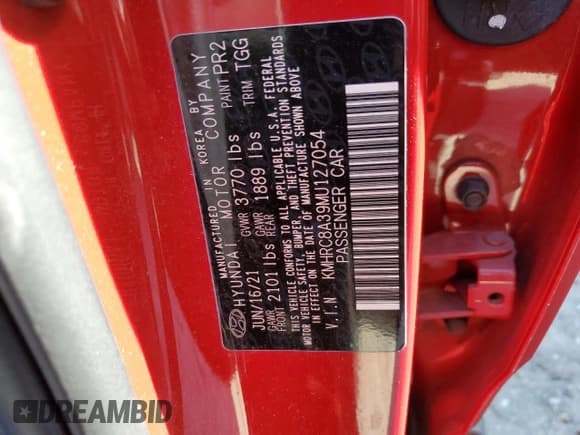 MANUFACTURED IN KOREA BY
HYUNDAI MOTOR COMPANY
JUN/16/21 GVWR 3770 lbs PAINT PR2
GAWR FRONT 2101 lbs GAWR REAR 1889 lbs TRIM TGG
THIS VEHICLE CONFORMS TO ALL APPLICABLE U.S.A. FEDERAL
MOTOR VEHICLE SAFETY, BUMPER, AND THEFT PREVENTION STANDARDS
IN EFFECT ON THE DATE OF MANUFACTURE SHOWN ABOVE
V.I.N. KMHRC8A39MU127054
PASSENGER CAR
DREAMBID